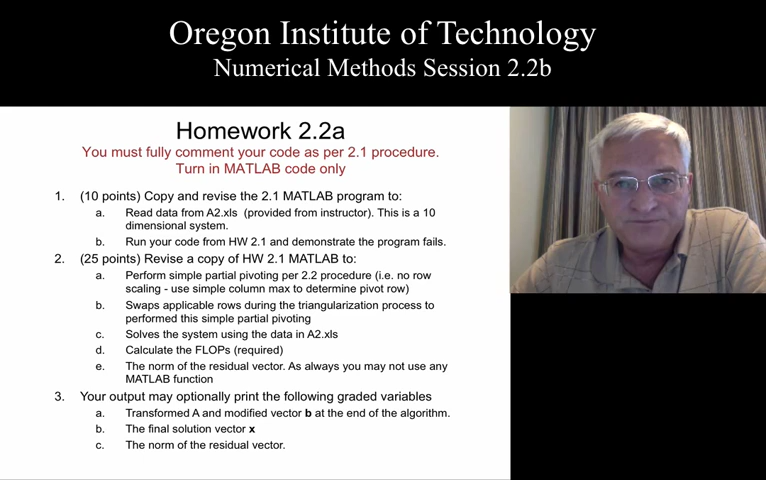 Oregon Institute of Technology
Numerical Methods Session 2.2b
Homework 2.2a
You must fully comment your code as per 2.1 procedure.
Turn in MATLAB code only
1. (10 points) Copy and revise the 2.1 MATLAB program to:
a. Read data from A2.xls (provided from instructor). This is a 10
dimensional system.
b. Run your code from HW 2.1 and demonstrate the program fails.
2. (25 points) Revise a copy of HW 2.1 MATLAB to:
a. Perform simple partial pivoting per 2.2 procedure (i.e. no row
scaling - use simple column max to determine pivot row)
b. Swaps applicable rows during the triangularization process to
performed this simple partial pivoting
c. Solves the system using the data in A2.xls
d. Calculate the FLOPs (required)
e. The norm of the residual vector. As always you may not use any
MATLAB function
3. Your output may optionally print the following graded variables
a. Transformed A and modified vector b at the end of the algorithm.
b. The final solution vector x
c. The norm of the residual vector.